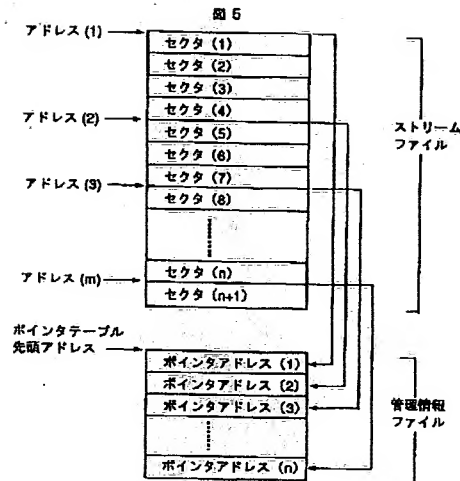 図5
アドレス(1)
セクタ(1)
セクタ(2)
セクタ(3)
セクタ(4)
アドレス(2)
セクタ(5)
セクタ(6)
セクタ(7)
アドレス(3)
セクタ(8)
ストリーム
ファイル
アドレス(m)
セクタ(n)
セクタ(n+1)
ポインタテーブル
先頭アドレス
ポインタアドレス(1)
ポインタアドレス(2)
ポインタアドレス(3)
ポインタアドレス(n)
管理情報
ファイル